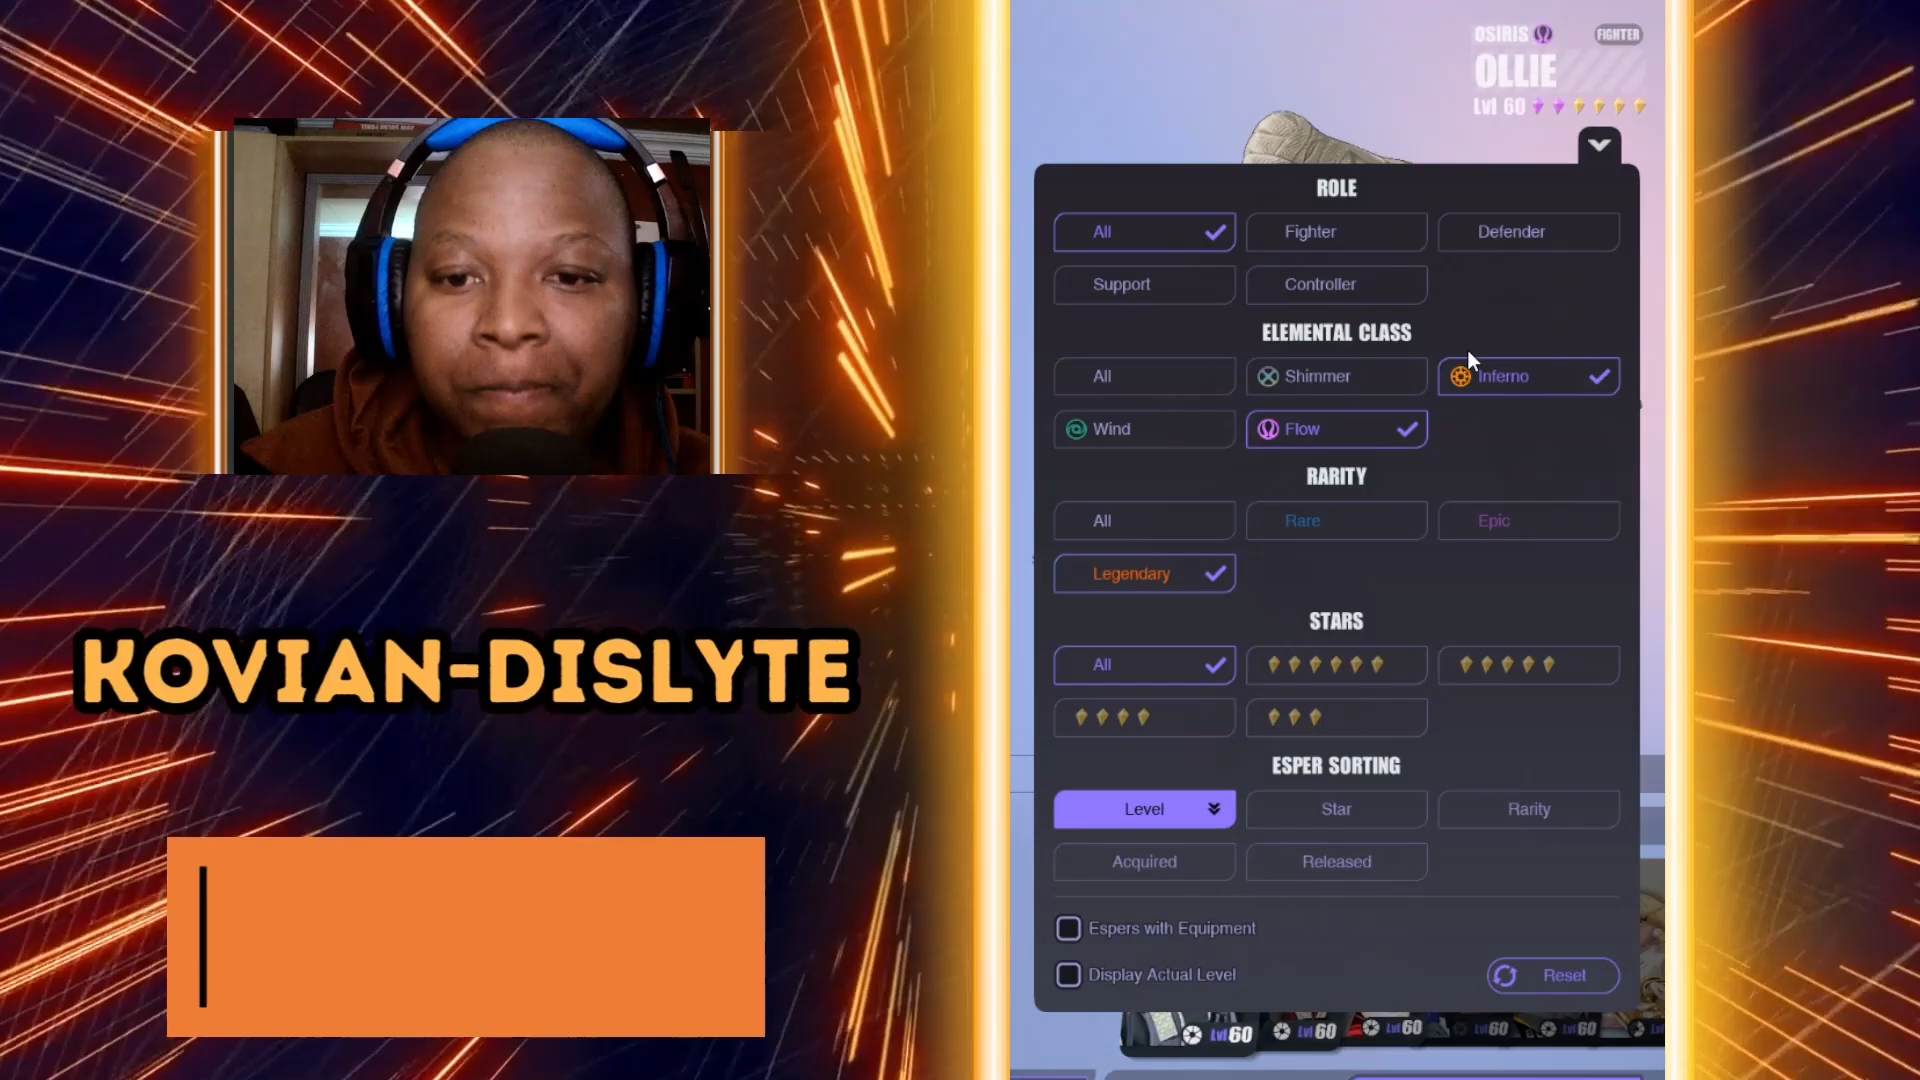 OSIRIS FIGHTER
OLLIE
Lvl 60
ROLE
All Fighter Defender
Support Controller
ELEMENTAL CLASS
All Shimmer Inferno
Wind Flow
RARITY
All Rare Epic
Legendary
STARS
All
ESPER SORTING
Level Star Rarity
Acquired Released
Espers with Equipment
Display Actual Level Reset
Lvl 60 Lvl 60 Lvl 60 Lvl 60 Lvl 60 Lvl
KOVIAN-DISLYTE